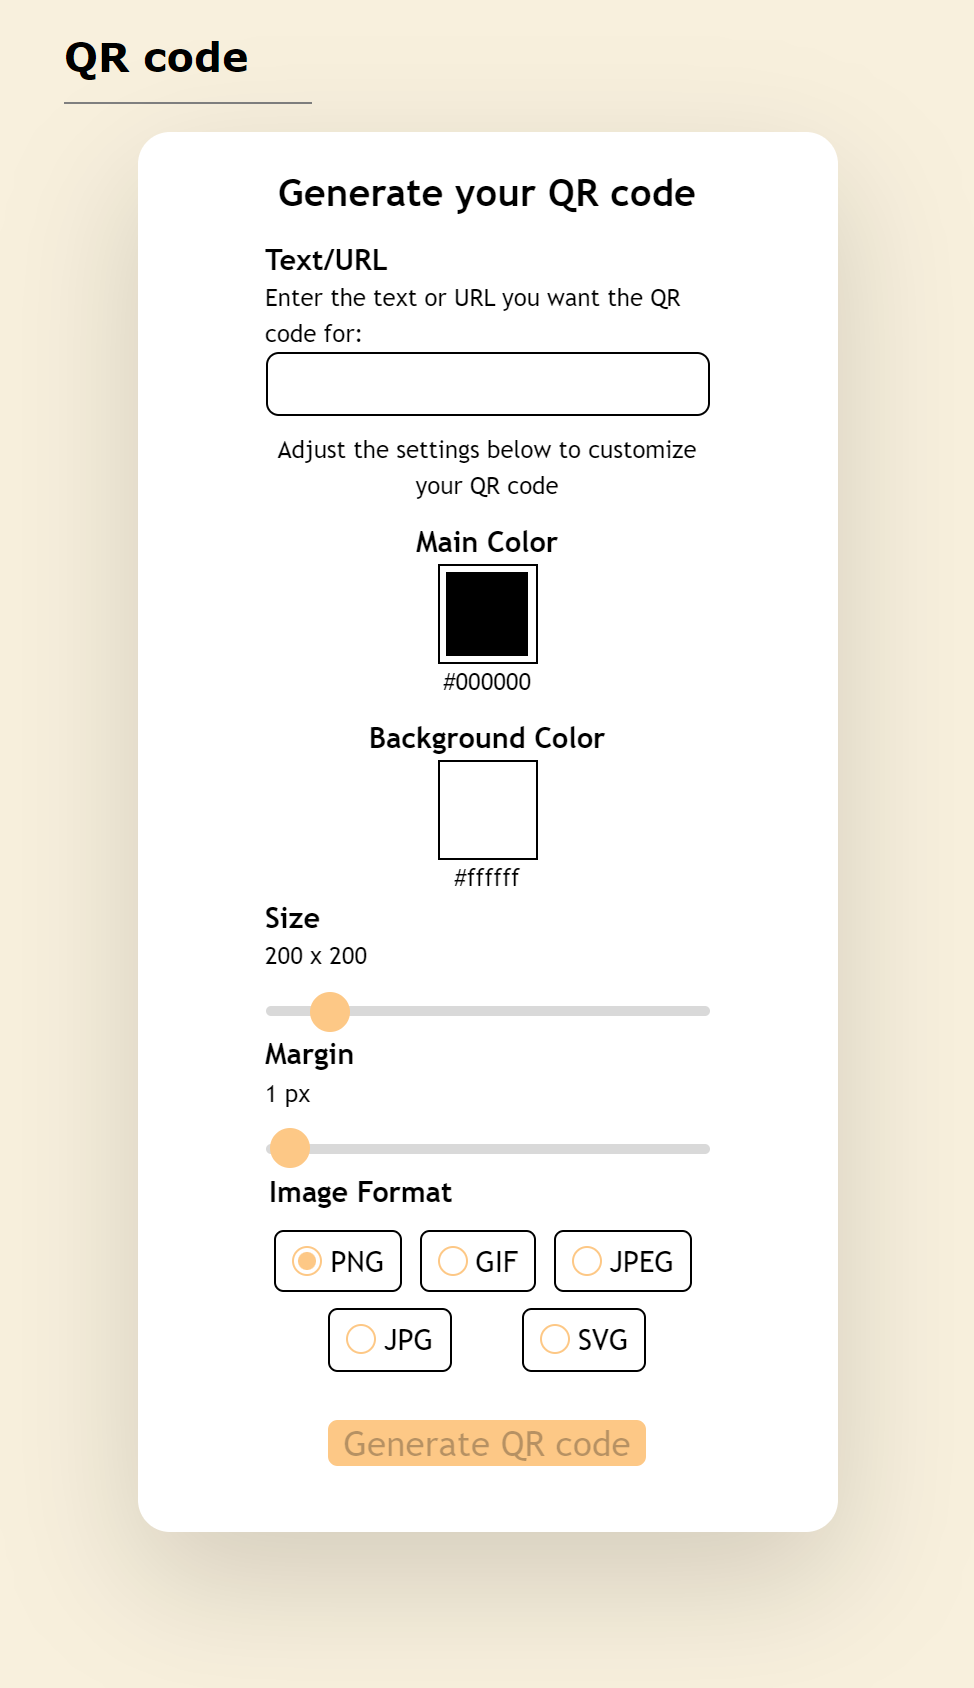 QR code
Generate your QR code
Text/URL
Enter the text or URL you want the QR
code for:
Adjust the settings below to customize
your QR code
Main Color
#000000
Background Color
#ffffff
Size
200 x 200
Margin
1 px
Image Format
PNG GIF JPEG
JPG SVG
Generate QR code